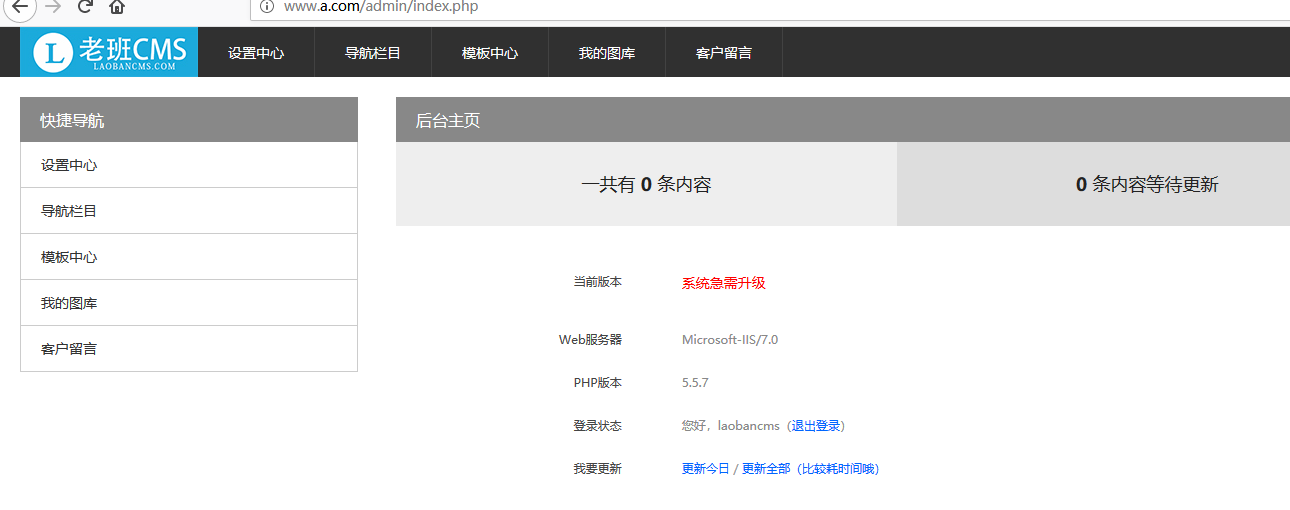 www.a.com/admin/index.php
L 老班CMS
LAOBANCMS.COM
设置中心 导航栏目 模板中心 我的图库 客户留言
快捷导航
设置中心
导航栏目
模板中心
我的图库
客户留言
后台主页
一共有 0 条内容 0 条内容等待更新
当前版本 系统急需升级
Web服务器 Microsoft-IIS/7.0
PHP版本 5.5.7
登录状态 您好，laobancms（退出登录）
我要更新 更新今日 / 更新全部（比较耗时间哦）